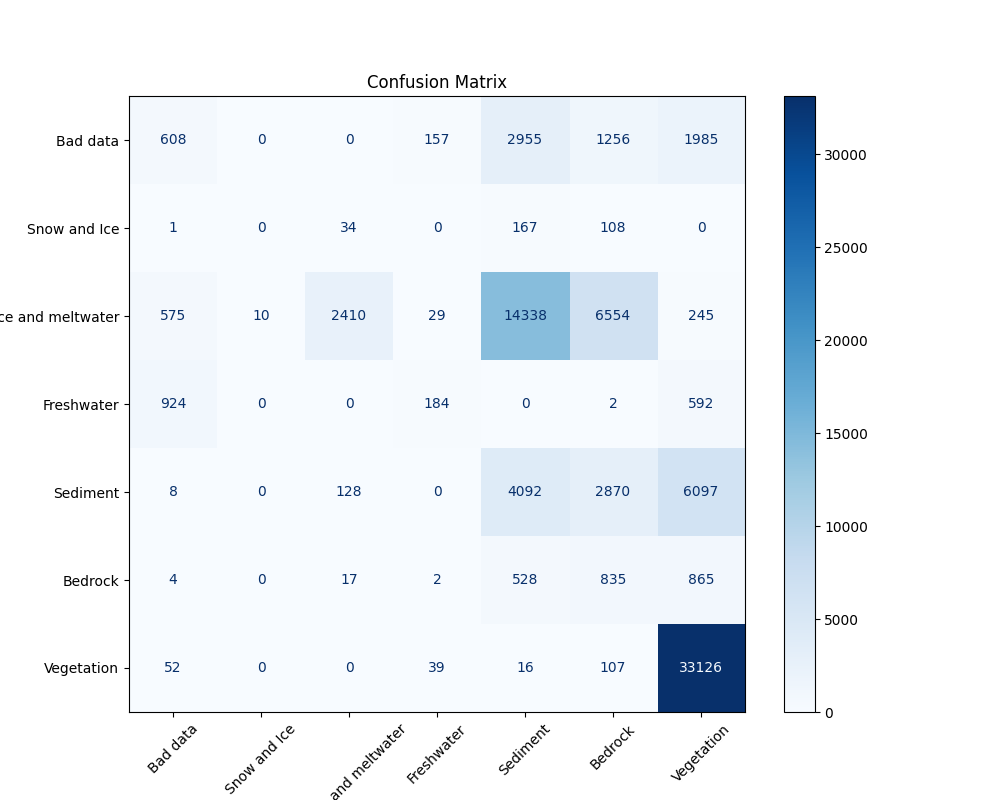 Confusion Matrix
Bad data 608 0 0 157 2955 1256 1985
Snow and Ice 1 0 34 0 167 108 0
ce and meltwater 575 10 2410 29 14338 6554 245
Freshwater 924 0 0 184 0 2 592
Sediment 8 0 128 0 4092 2870 6097
Bedrock 4 0 17 2 528 835 865
Vegetation 52 0 0 39 16 107 33126
Bad data
Snow and Ice
and meltwater
Freshwater
Sediment
Bedrock
Vegetation
30000
25000
20000
15000
10000
5000
0